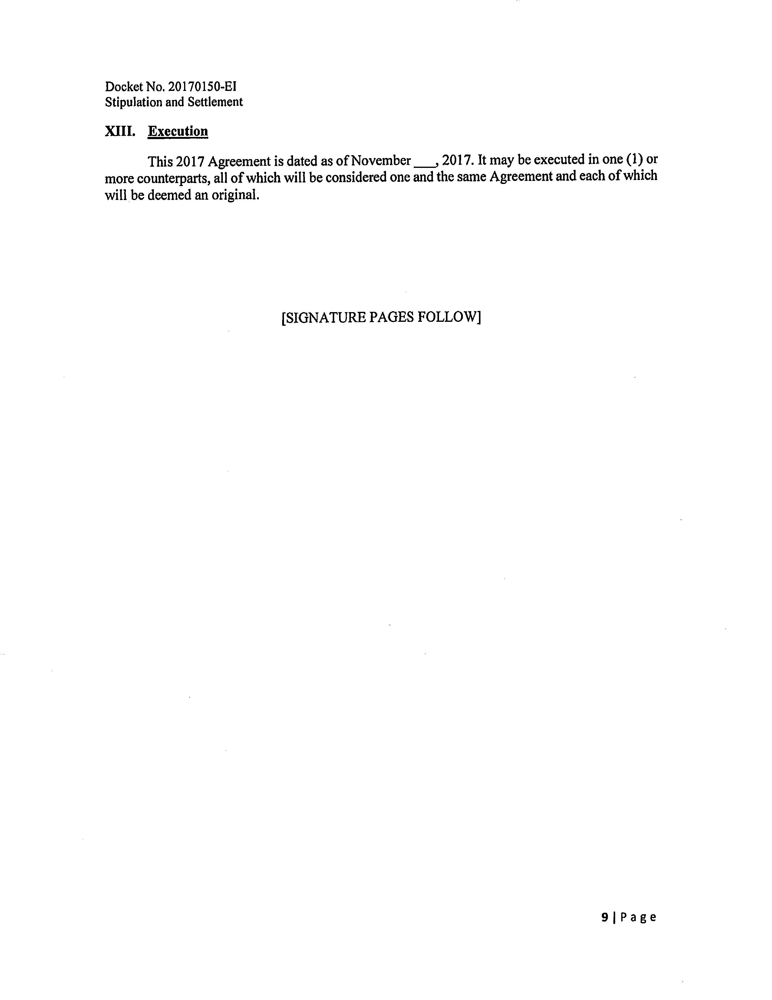 Docket No. 20170150-EI
Stipulation and Settlement
XIII. Execution
This 2017 Agreement is dated as of November ___, 2017. It may be executed in one (1) or
more counterparts, all of which will be considered one and the same Agreement and each of which
will be deemed an original.
[SIGNATURE PAGES FOLLOW]
9 | P a g e